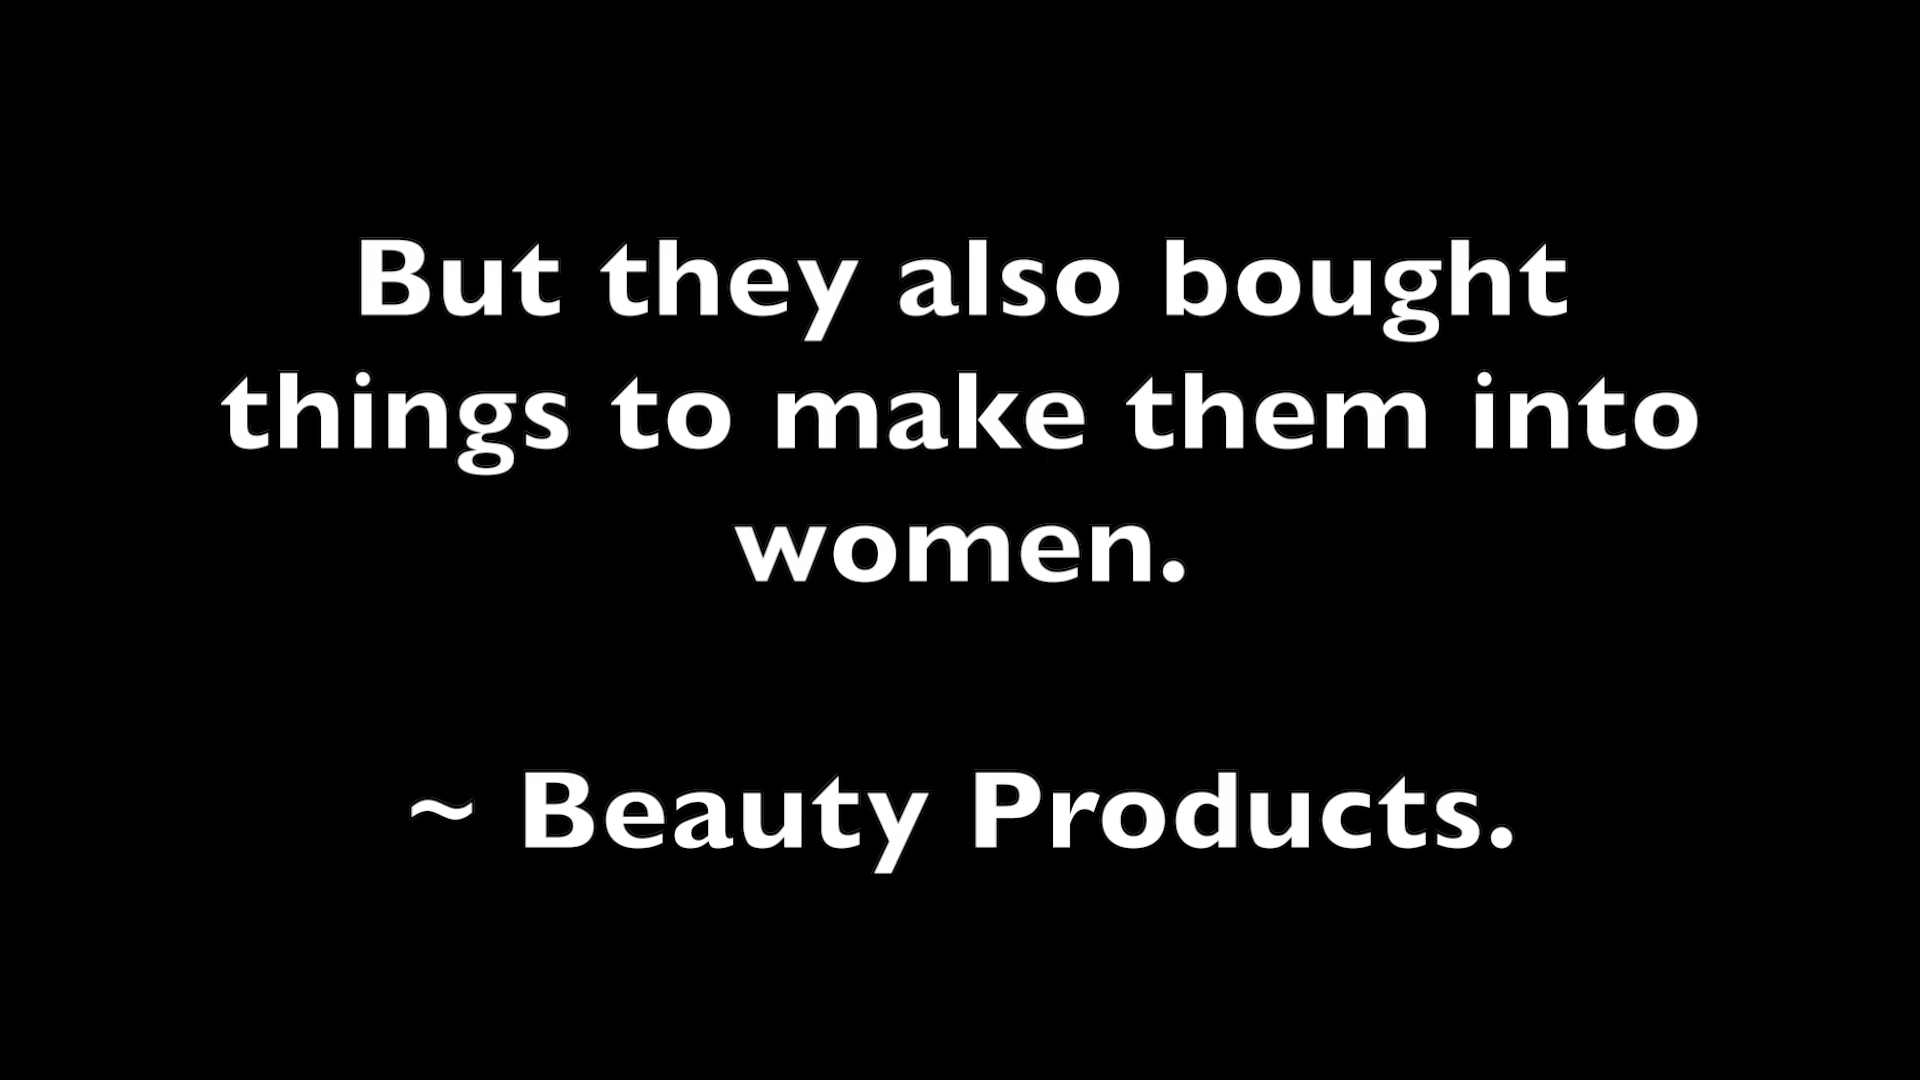 But they also bought
things to make them into
women.
~ Beauty Products.